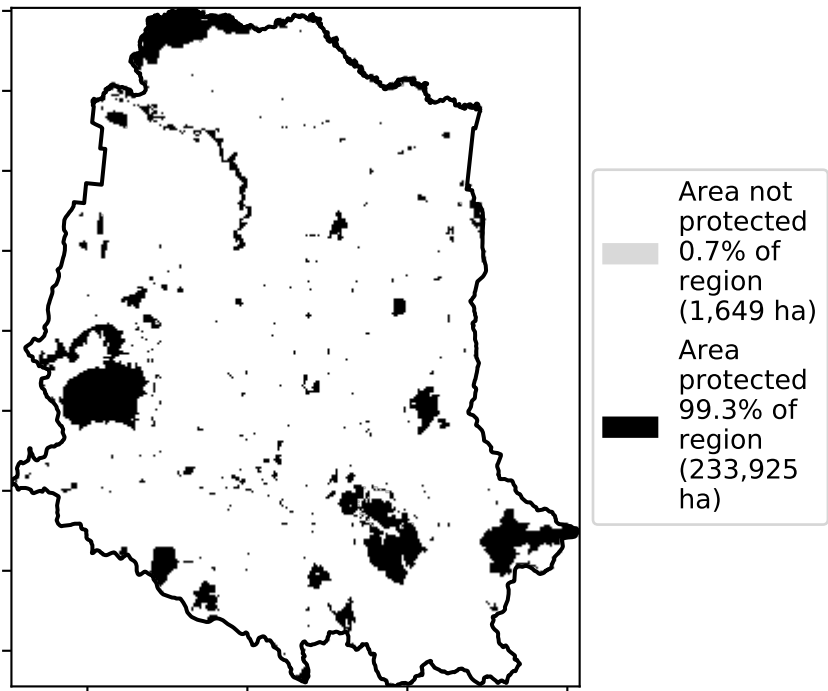 Area not
protected
0.7% of
region
(1,649 ha)
Area
protected
99.3% of
region
(233,925
ha)